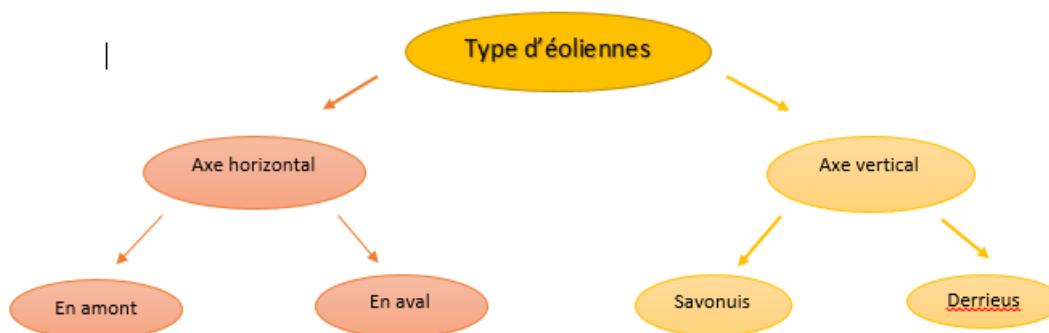 Type d'éoliennes
Axe horizontal
Axe vertical
En amont
En aval
Savonuis
Derrieus